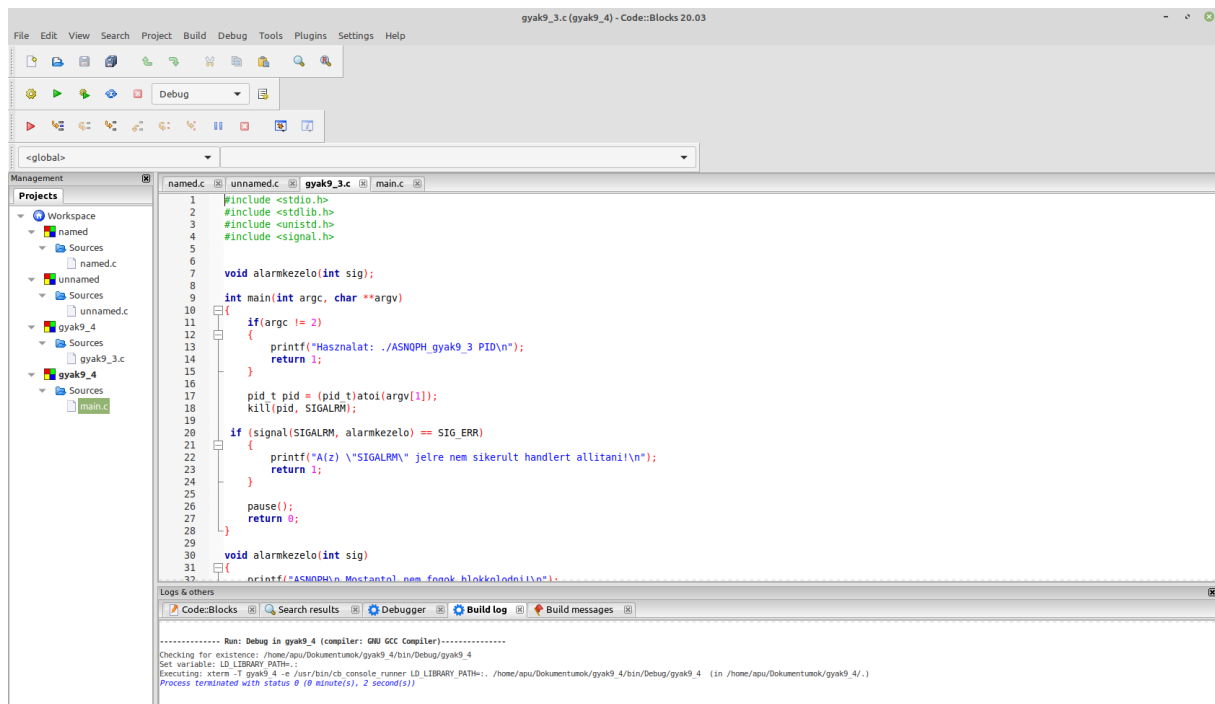 gyak9_3.c (gyak9_4) - Code::Blocks 20.03
File Edit View Search Project Build Debug Tools Plugins Settings Help
Debug
<global>
Management
Projects
Workspace
named
Sources
named.c
unnamed
Sources
unnamed.c
gyak9_4
Sources
gyak9_3.c
gyak9_4
Sources
main.c
named.c unnamed.c gyak9_3.c main.c
1 #include <stdio.h>
2 #include <stdlib.h>
3 #include <unistd.h>
4 #include <signal.h>
5
6
7 void alarmkezelo(int sig);
8
9 int main(int argc, char **argv)
10 {
11 if(argc != 2)
12 {
13 printf("Hasznalat: ./ASNQPH_gyak9_3 PID\n");
14 return 1;
15 }
16
17 pid_t pid = (pid_t)atoi(argv[1]);
18 kill(pid, SIGALRM);
19
20 if (signal(SIGALRM, alarmkezelo) == SIG_ERR)
21 {
22 printf("A(z) \"SIGALRM\" jelre nem sikerult handlert allitani!\n");
23 return 1;
24 }
25
26 pause();
27 return 0;
28 }
29
30 void alarmkezelo(int sig)
31 {
32 printf("ASNQPH\n Mostantol nem fogok blokkolodni!\n");
Logs & others
Code::Blocks Search results Debugger Build log Build messages
-------------- Run: Debug in gyak9_4 (compiler: GNU GCC Compiler)---------------
Checking for existence: /home/apu/Dokumentumok/gyak9_4/bin/Debug/gyak9_4
Set variable: LD_LIBRARY_PATH=.:
Executing: xterm -T gyak9_4 -e /usr/bin/cb_console_runner LD_LIBRARY_PATH=:. /home/apu/Dokumentumok/gyak9_4/bin/Debug/gyak9_4 (in /home/apu/Dokumentumok/gyak9_4/.)
Process terminated with status 0 (0 minute(s), 2 second(s))